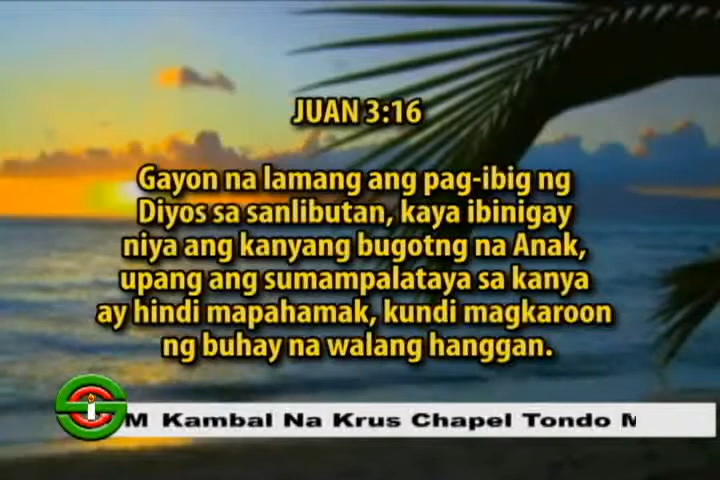 JUAN 3:16
Gayon na lamang ang pag-ibig ng
Diyos sa sanlibutan, kaya ibinigay
niya ang kanyang bugotng na Anak,
upang ang sumampalataya sa kanya
ay hindi mapahamak, kundi magkaroon
ng buhay na walang hanggan.
M Kambal Na Krus Chapel Tondo M